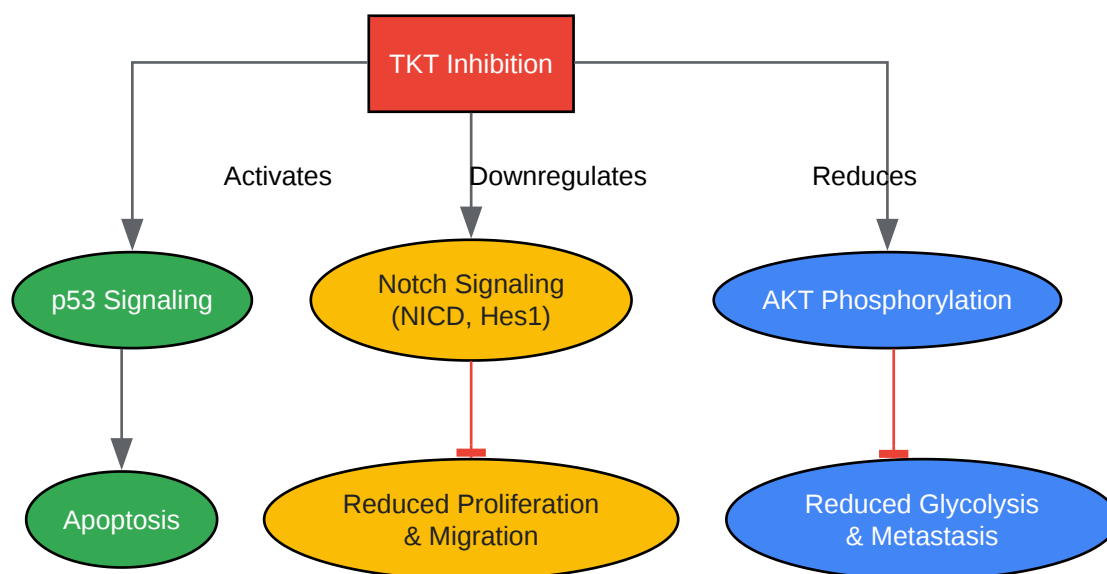 TKT Inhibition
Activates
Downregulates
Reduces
p53 Signaling
Notch Signaling
(NICD, Hes1)
AKT Phosphorylation
Apoptosis
Reduced Proliferation
& Migration
Reduced Glycolysis
& Metastasis